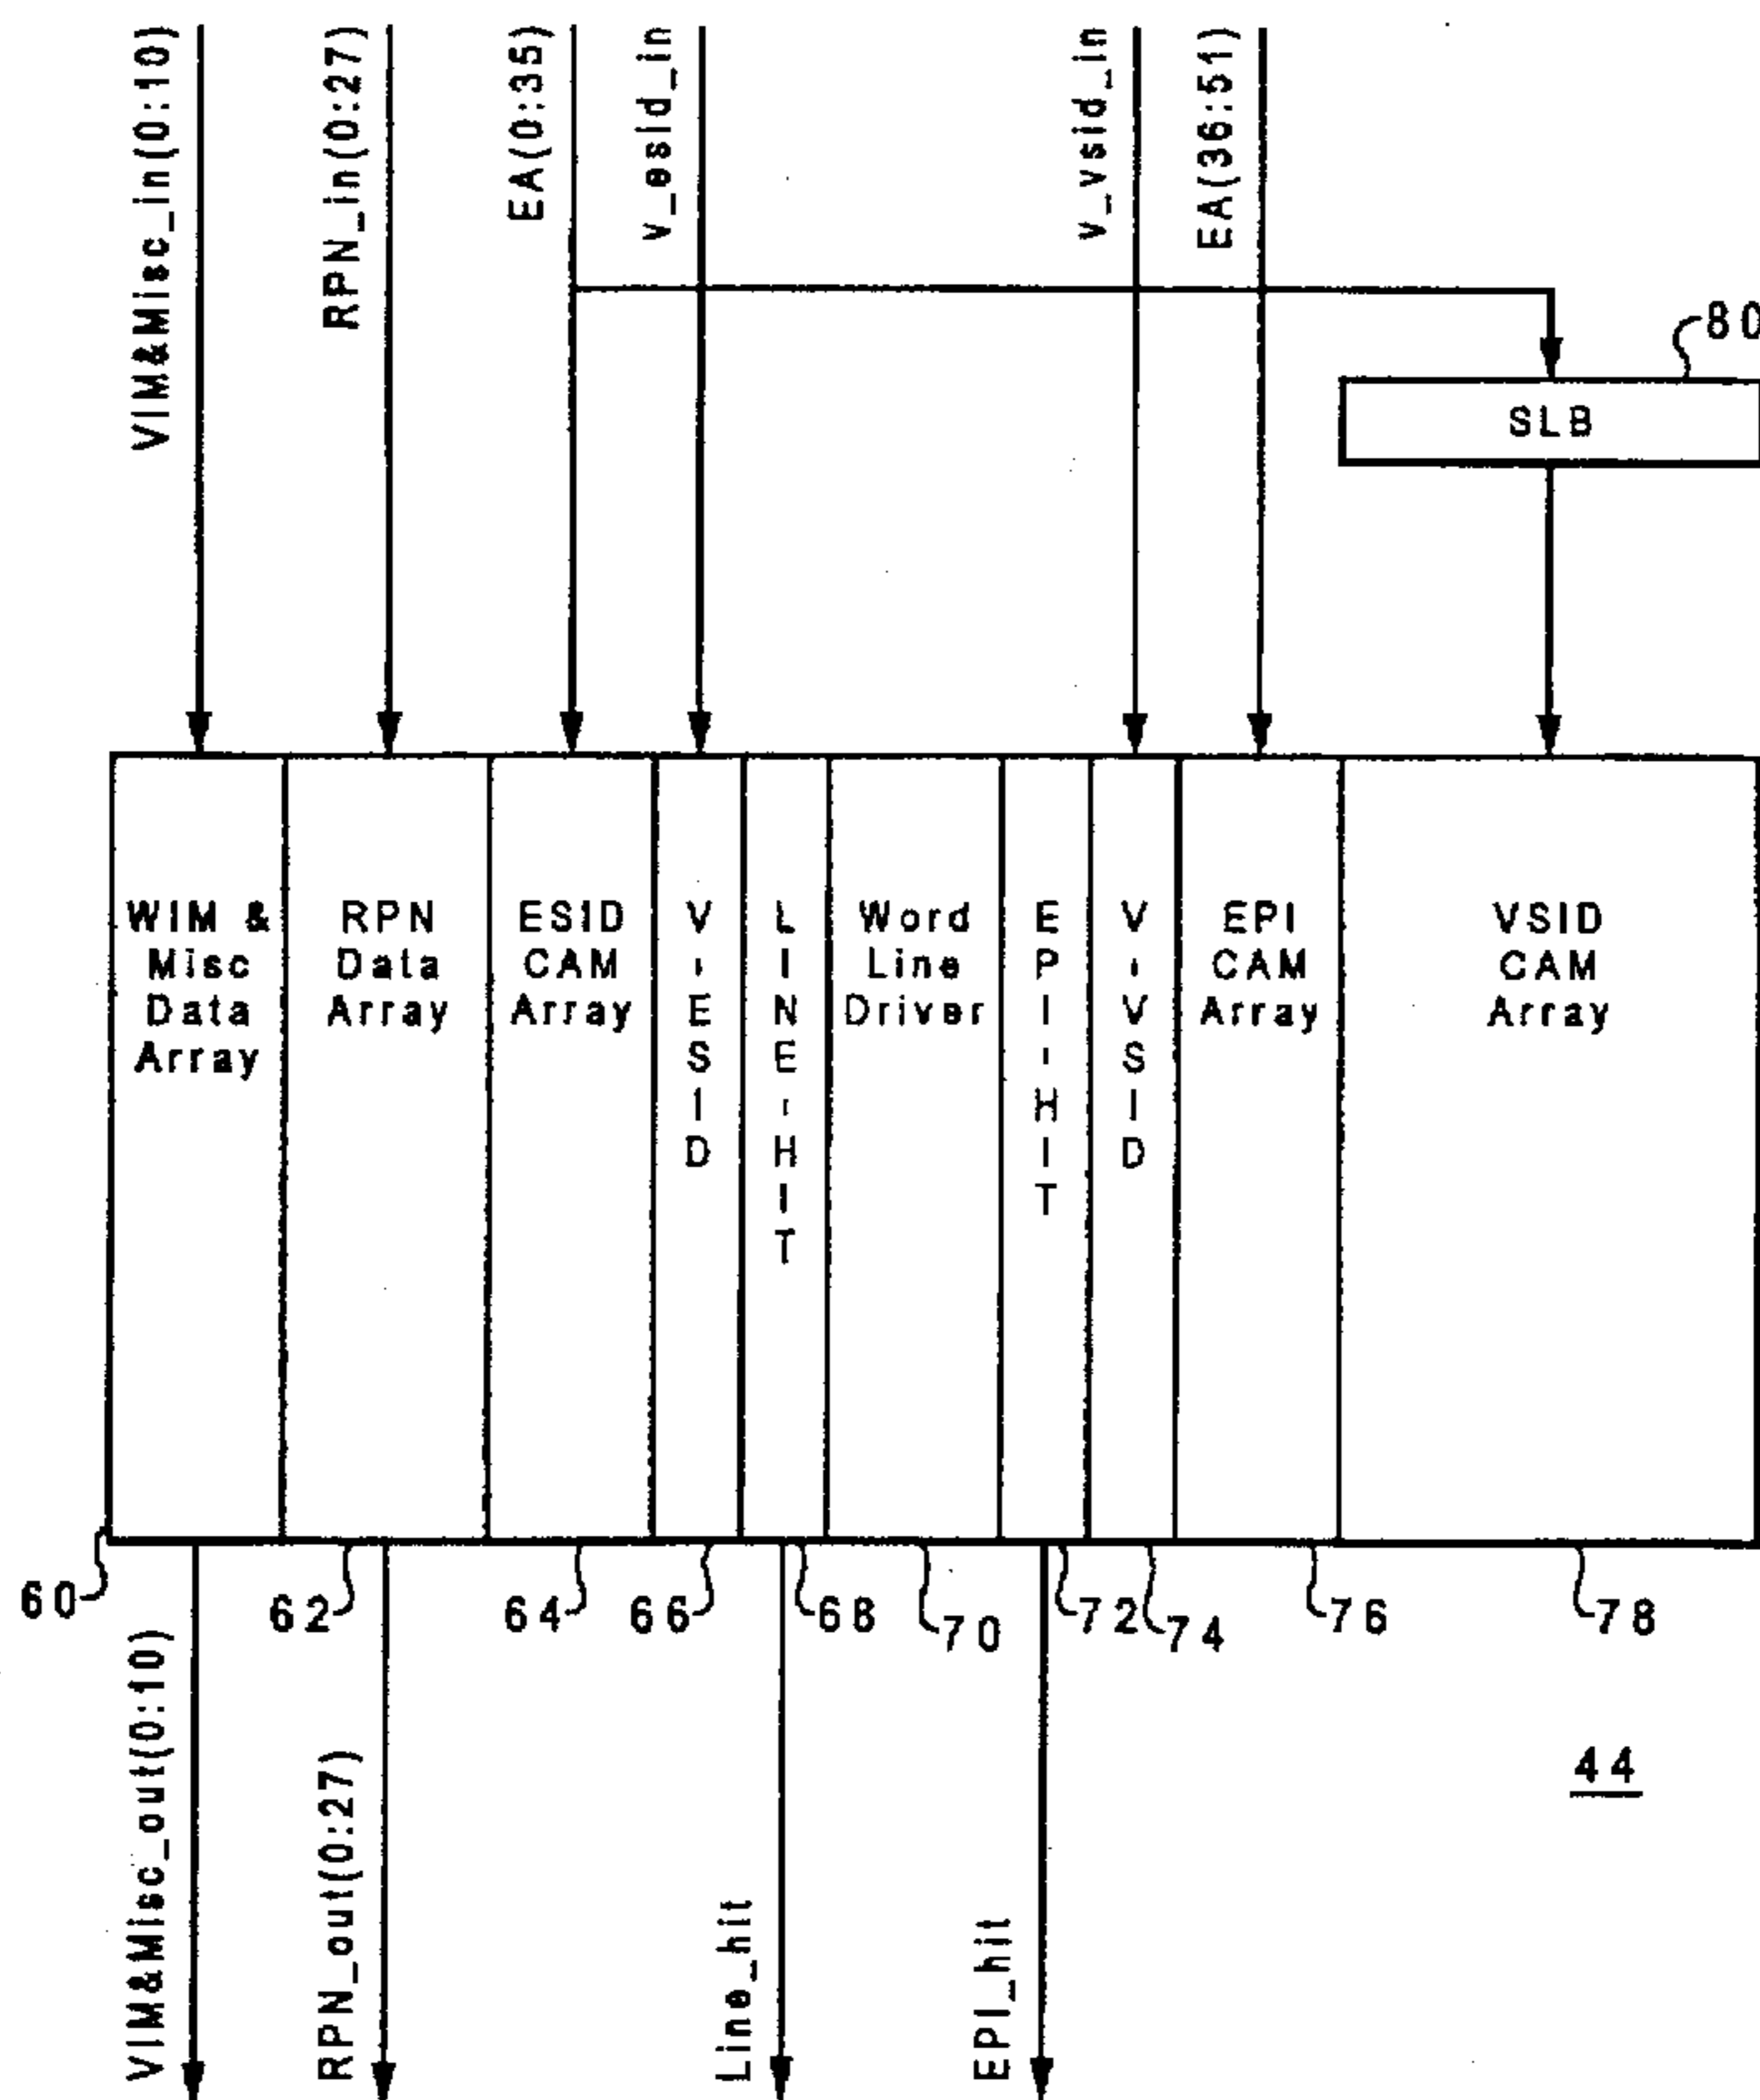 VIM&Misc_in(0:10)
RPN_in(0:27)
EA(0:35)
v_esid_in
v_vsid_in
EA(36:51)
80
SLB
WIM &
Misc
Data
Array
RPN
Data
Array
ESID
CAM
Array
V-ESID
LINE-HIT
Word
Line
Driver
EPI-HIT
V-VSID
EPI
CAM
Array
VSID
CAM
Array
60
62
64
66
68
70
72
74
76
78
VIM&Misc_out(0:10)
RPN_out(0:27)
Line_hit
EPI_hit
44